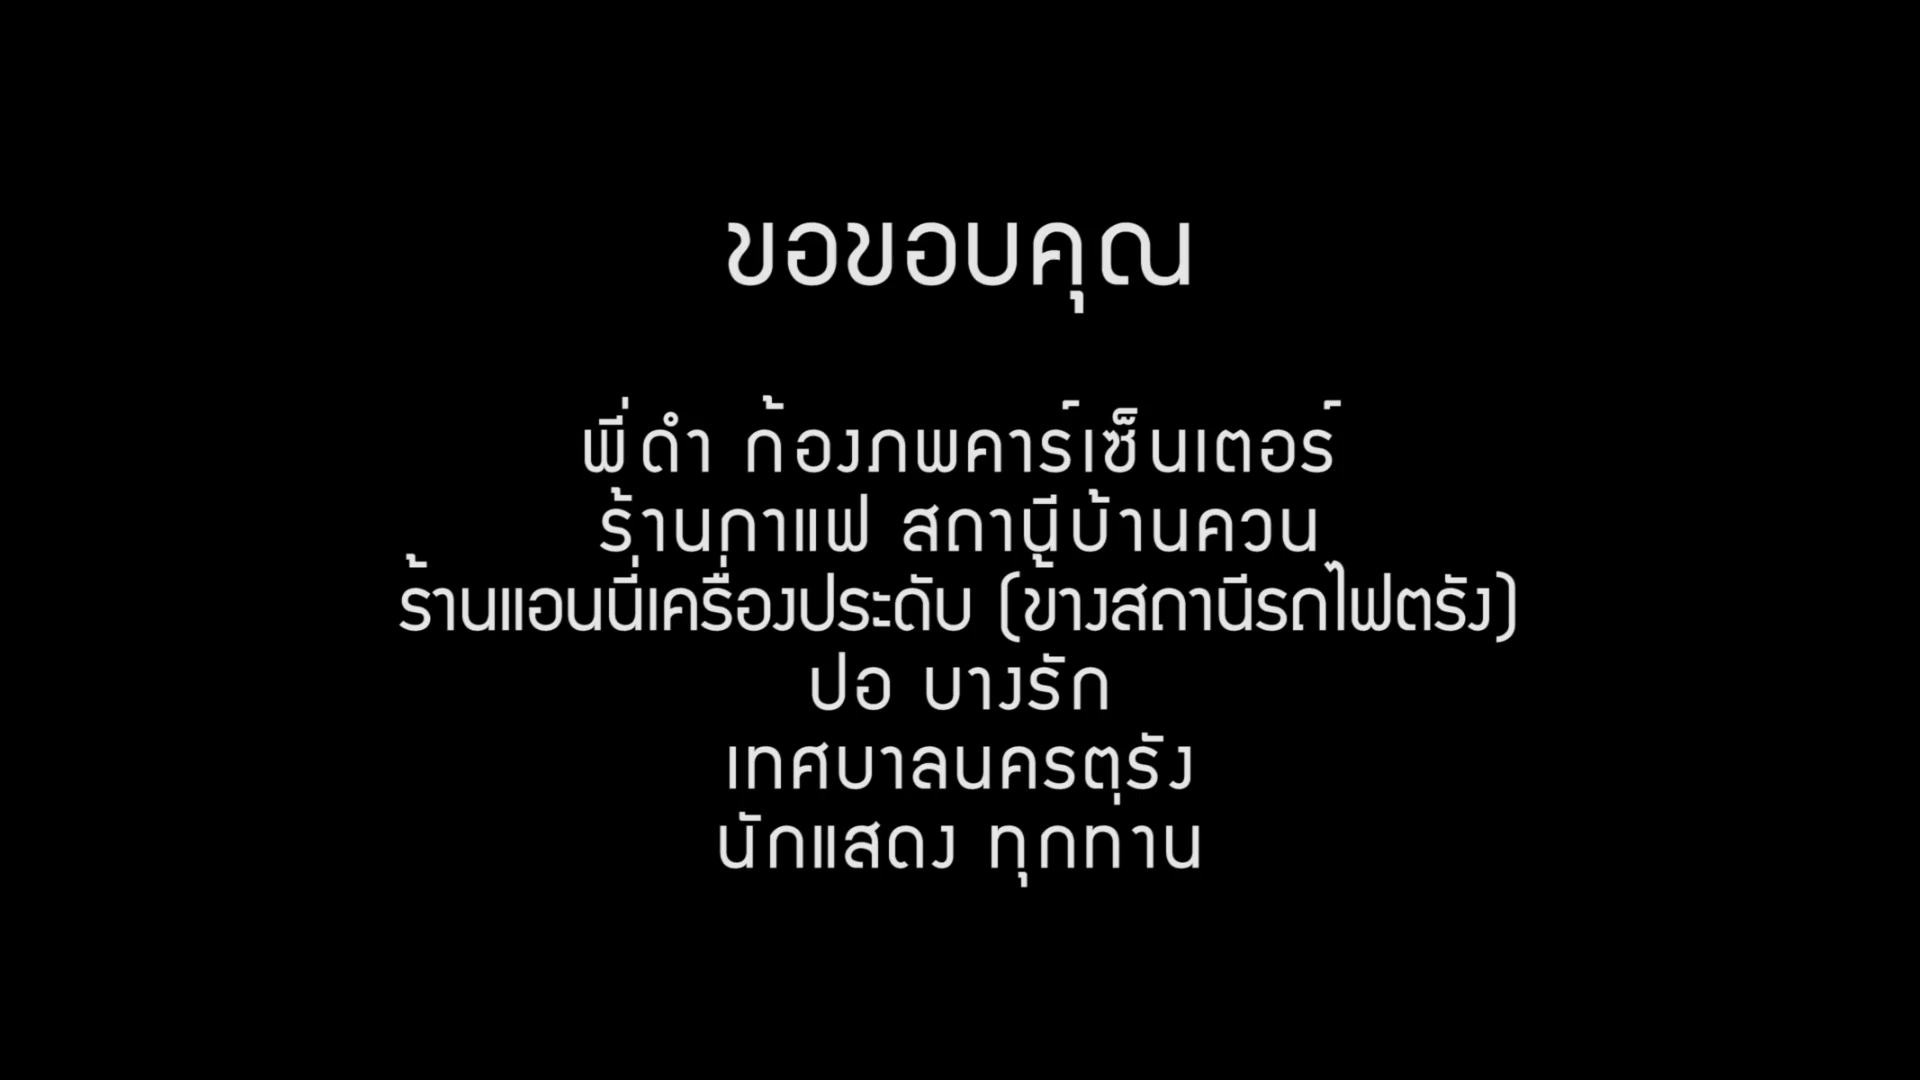 ขอขอบคุณ
พี่ดำ ก้องภพคาร์เซ็นเตอร์
ร้านกาแฟ สถานีบ้านควน
ร้านแอนนี่เครื่องประดับ (ข้างสถานีรถไฟตรัง)
ปอ บางรัก
เทศบาลนครตรัง
นักแสดง ทุกท่าน